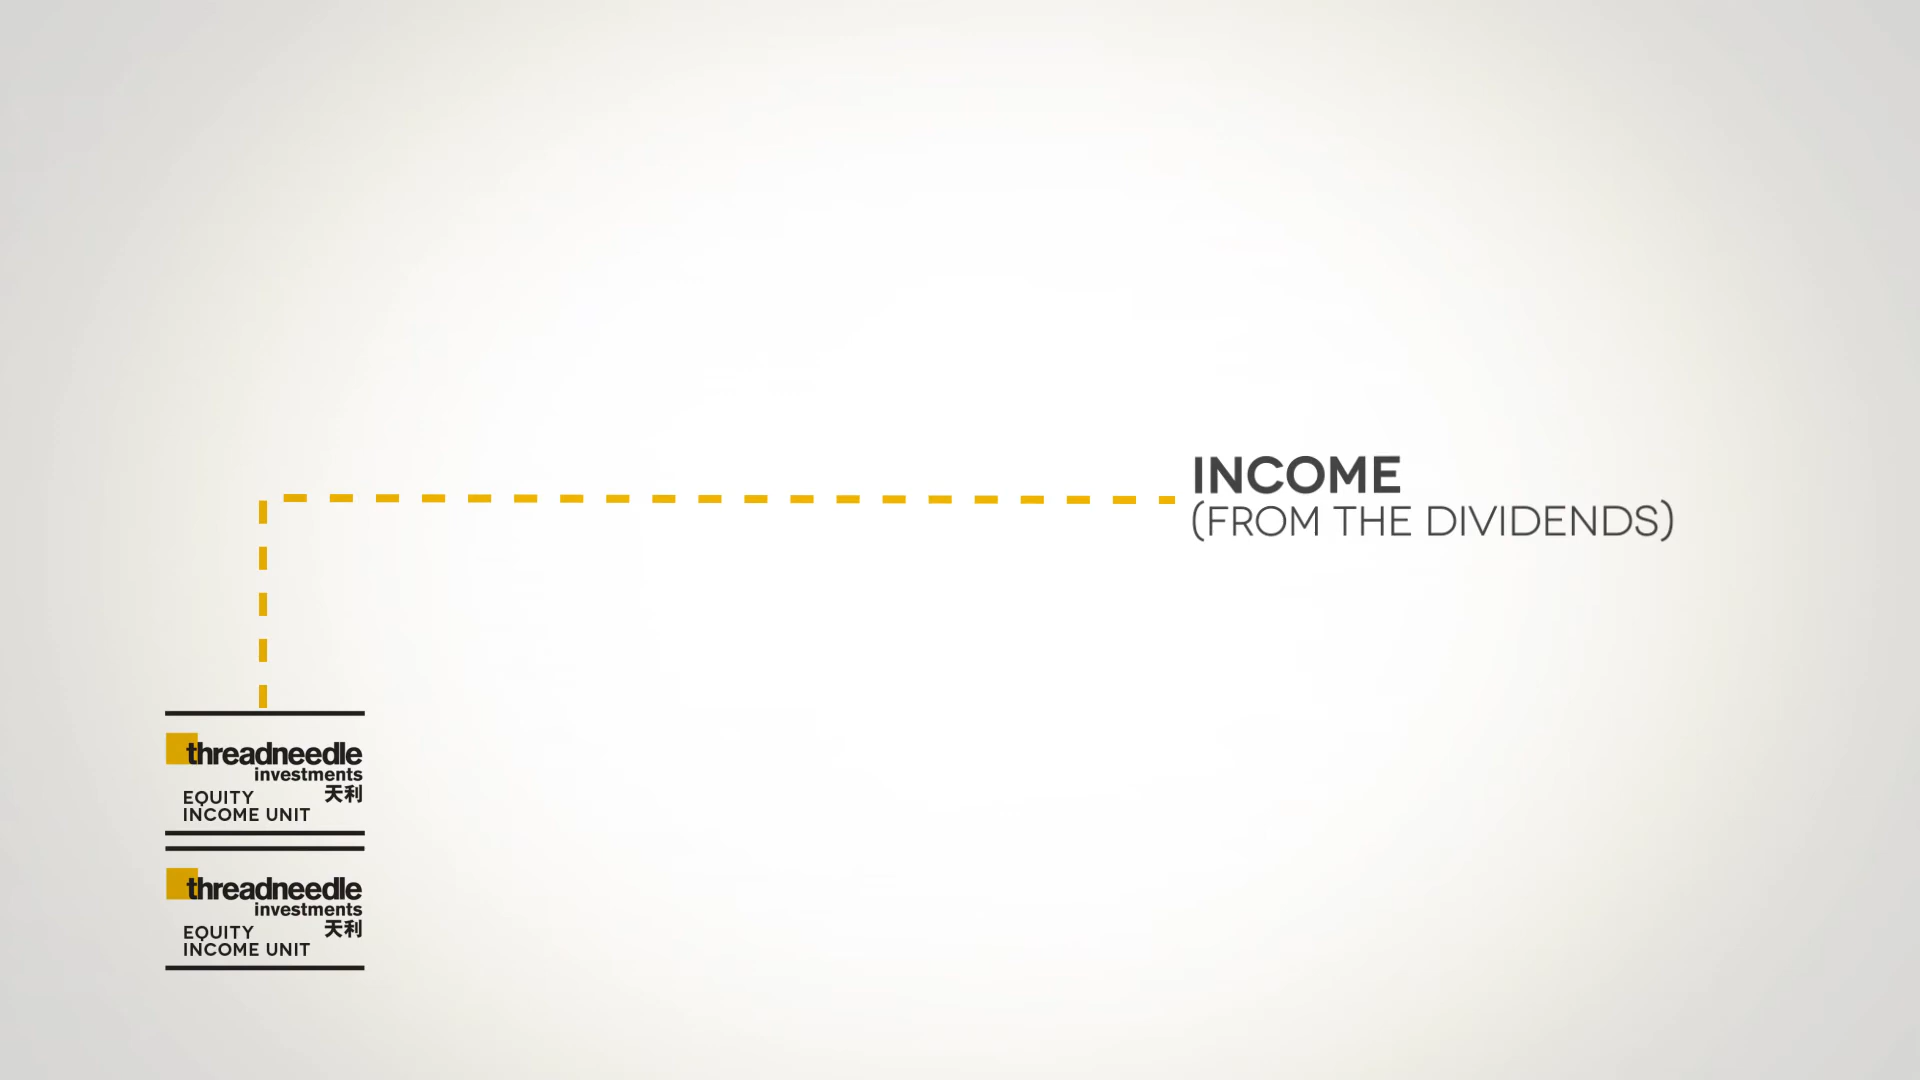 INCOME
(FROM THE DIVIDENDS)
threadneedle
investments
天利
EQUITY
INCOME UNIT
threadneedle
investments
天利
EQUITY
INCOME UNIT